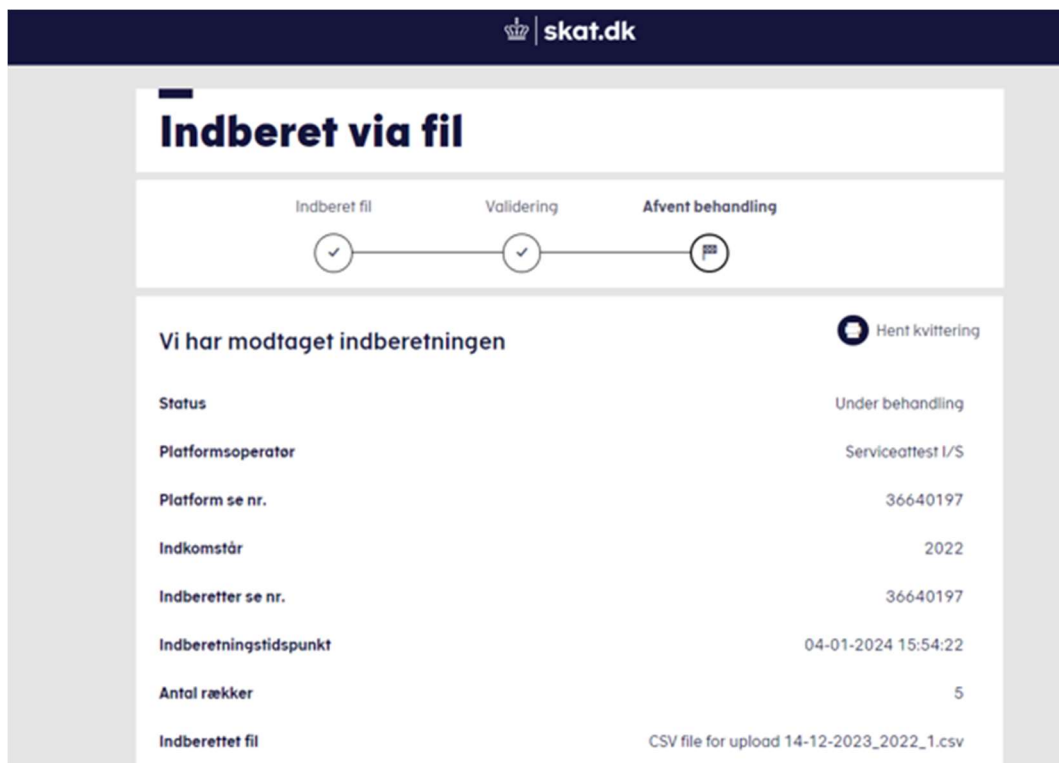 skat.dk
Indberet via fil
Indberet fil Validering Afvent behandling
Vi har modtaget indberetningen Hent kvittering
Status Under behandling
Platformsoperatør Serviceattest I/S
Platform se nr. 36640197
Indkomstår 2022
Indberetter se nr. 36640197
Indberetningstidspunkt 04-01-2024 15:54:22
Antal rækker 5
Indberettet fil CSV file for upload 14-12-2023_2022_1.csv